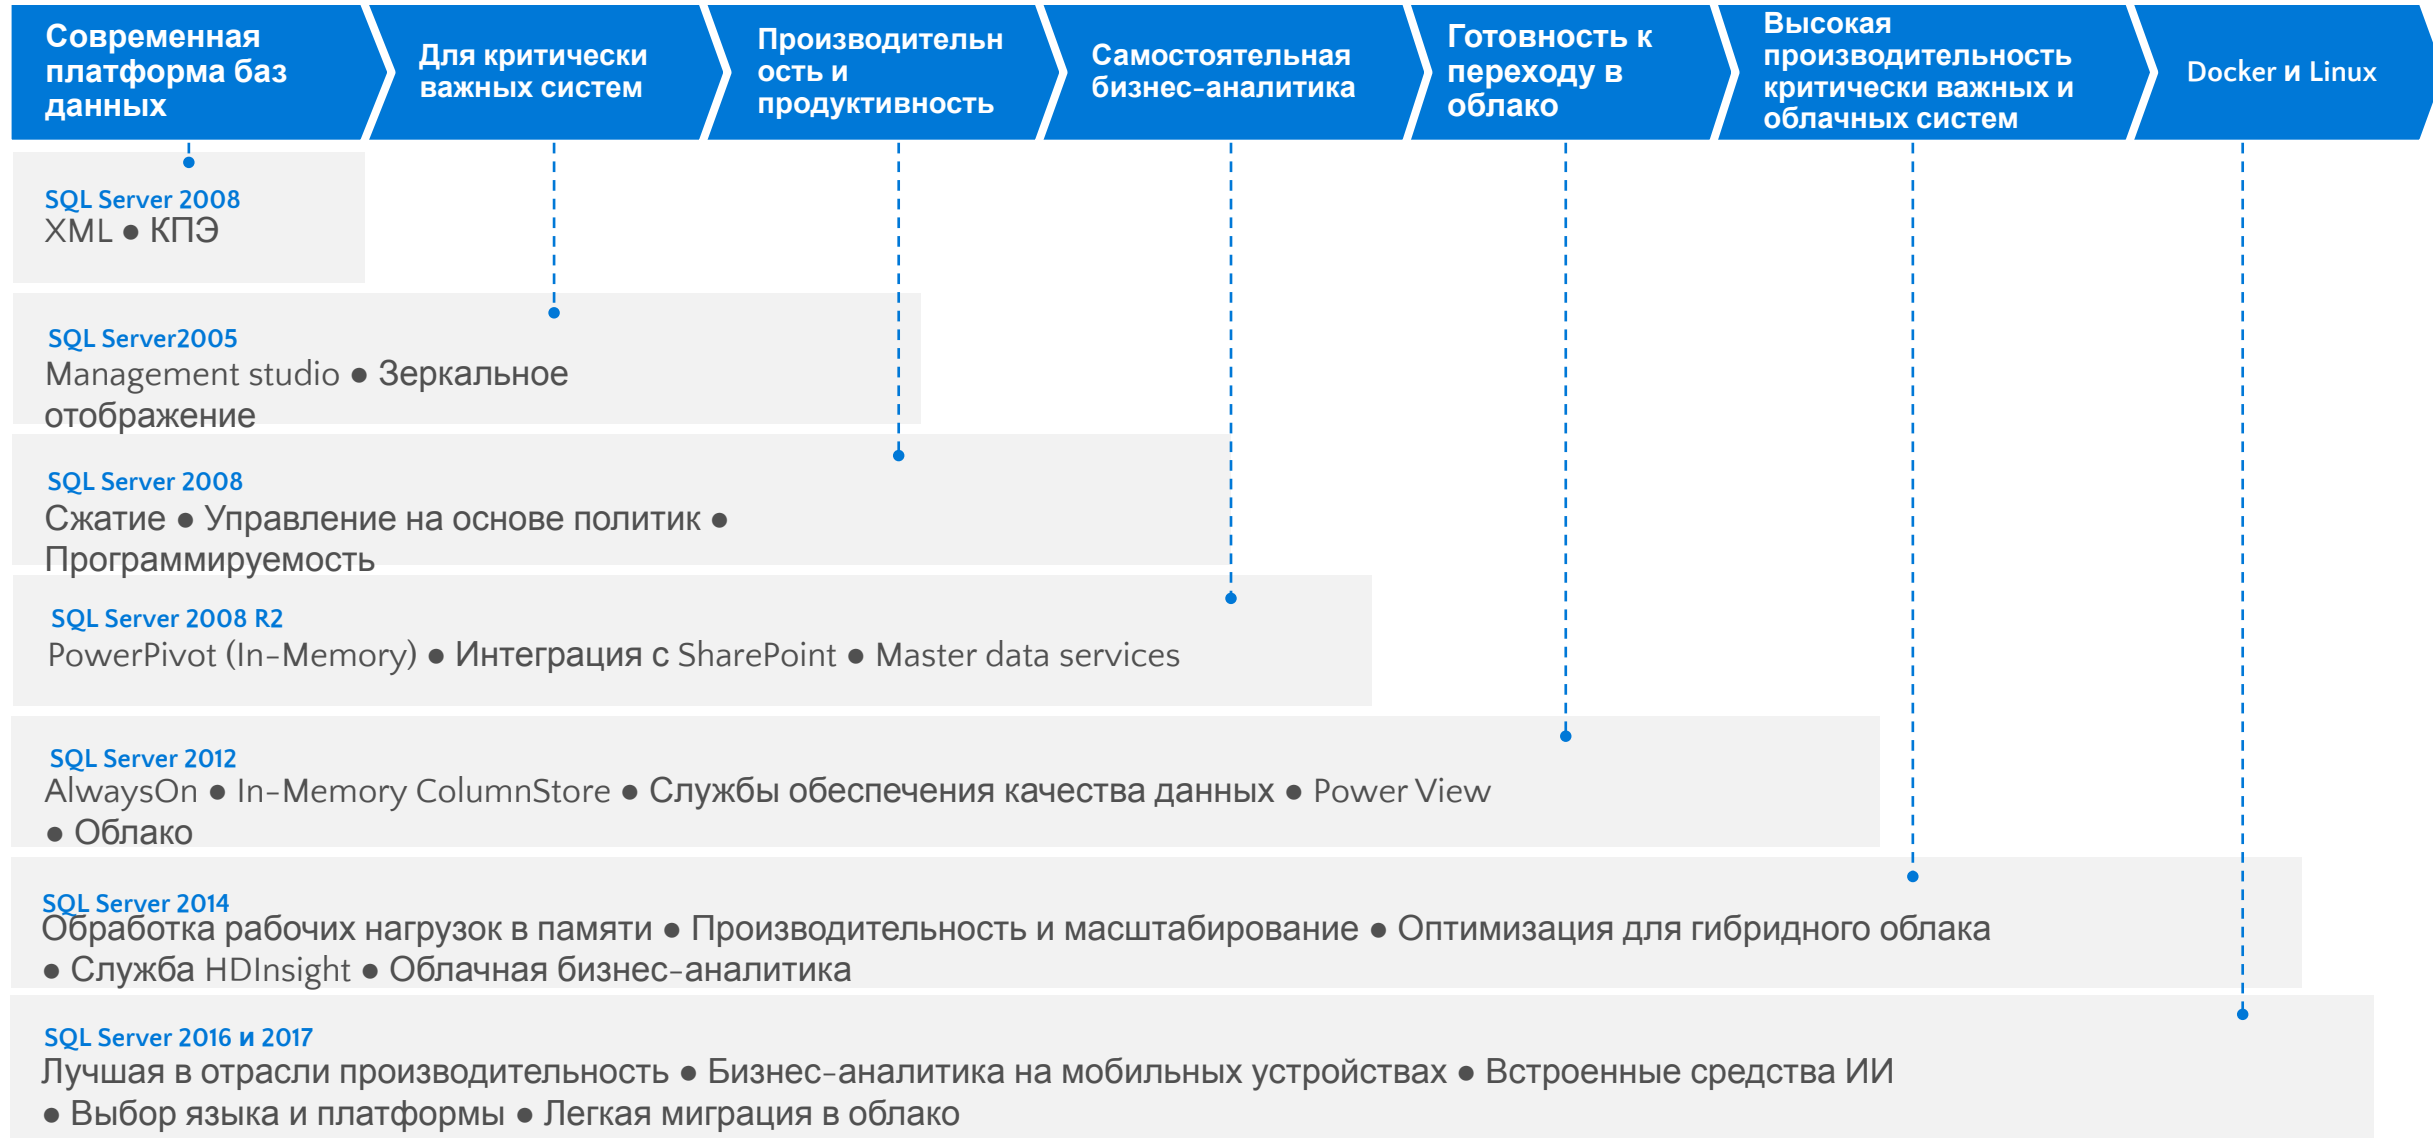 Современная
платформа баз
данных
Для критически
важных систем
Производительн
ость и
продуктивность
Самостоятельная
бизнес-аналитика
Готовность к
переходу в
облако
Высокая
производительность
критически важных и
облачных систем
Docker и Linux
SQL Server 2008
XML ● КПЭ
SQL Server2005
Management studio ● Зеркальное
отображение
SQL Server 2008
Сжатие ● Управление на основе политик ●
Программируемость
SQL Server 2008 R2
PowerPivot (In-Memory) ● Интеграция с SharePoint ● Master data services
SQL Server 2012
AlwaysOn ● In-Memory ColumnStore ● Службы обеспечения качества данных ● Power View
● Облако
SQL Server 2014
Обработка рабочих нагрузок в памяти ● Производительность и масштабирование ● Оптимизация для гибридного облака
● Служба HDInsight ● Облачная бизнес-аналитика
SQL Server 2016 и 2017
Лучшая в отрасли производительность ● Бизнес-аналитика на мобильных устройствах ● Встроенные средства ИИ
● Выбор языка и платформы ● Легкая миграция в облако